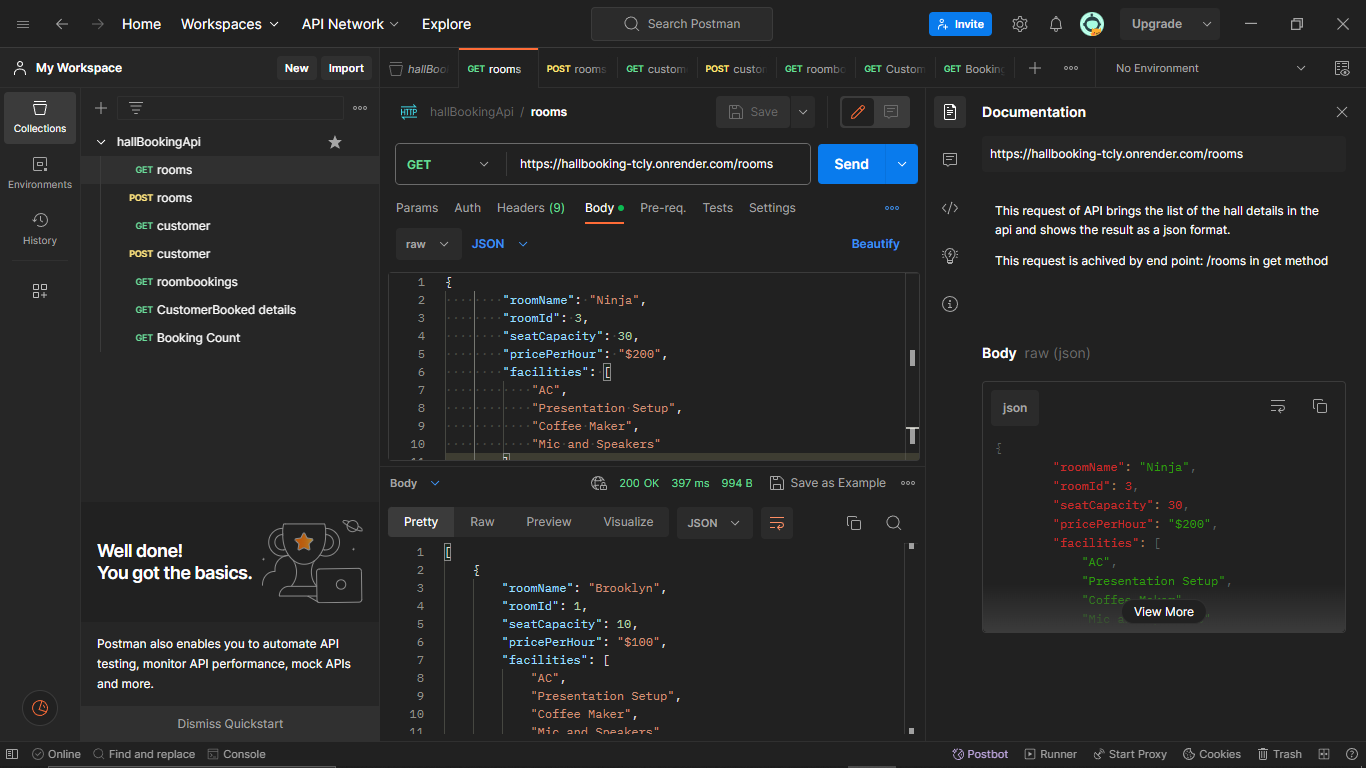 Home Workspaces API Network Explore Search Postman Invite Upgrade
My Workspace New Import
hallBoo GET rooms POST rooms GET custom POST custor GET roombo GET Custom GET Booking No Environment
Collections
Environments
History
hallBookingApi
GET rooms
POST rooms
GET customer
POST customer
GET roombookings
GET CustomerBooked details
GET Booking Count
Well done!
You got the basics.
Postman also enables you to automate API
testing, monitor API performance, mock APIs
and more.
Dismiss Quickstart
HTTP hallBookingApi / rooms Save
GET https://hallbooking-tcly.onrender.com/rooms Send
Params Auth Headers (9) Body Pre-req. Tests Settings
raw JSON Beautify
1 {
2 "roomName": "Ninja",
3 "roomId": 3,
4 "seatCapacity": 30,
5 "pricePerHour": "$200",
6 "facilities": [
7 "AC",
8 "Presentation Setup",
9 "Coffee Maker",
10 "Mic and Speakers"
11 ]
Body 200 OK 397 ms 994 B Save as Example
Pretty Raw Preview Visualize JSON
1 [
2 {
3 "roomName": "Brooklyn",
4 "roomId": 1,
5 "seatCapacity": 10,
6 "pricePerHour": "$100",
7 "facilities": [
8 "AC",
9 "Presentation Setup",
10 "Coffee Maker",
11 "Mic and Speakers"
Documentation
https://hallbooking-tcly.onrender.com/rooms
This request of API brings the list of the hall details in the
api and shows the result as a json format.
This request is achived by end point: /rooms in get method
Body raw (json)
json
{
"roomName": "Ninja",
"roomId": 3,
"seatCapacity": 30,
"pricePerHour": "$200",
"facilities": [
"AC",
"Presentation Setup",
"Coffee Maker",
"Mic a
View More
Online Find and replace Console Postbot Runner Start Proxy Cookies Trash